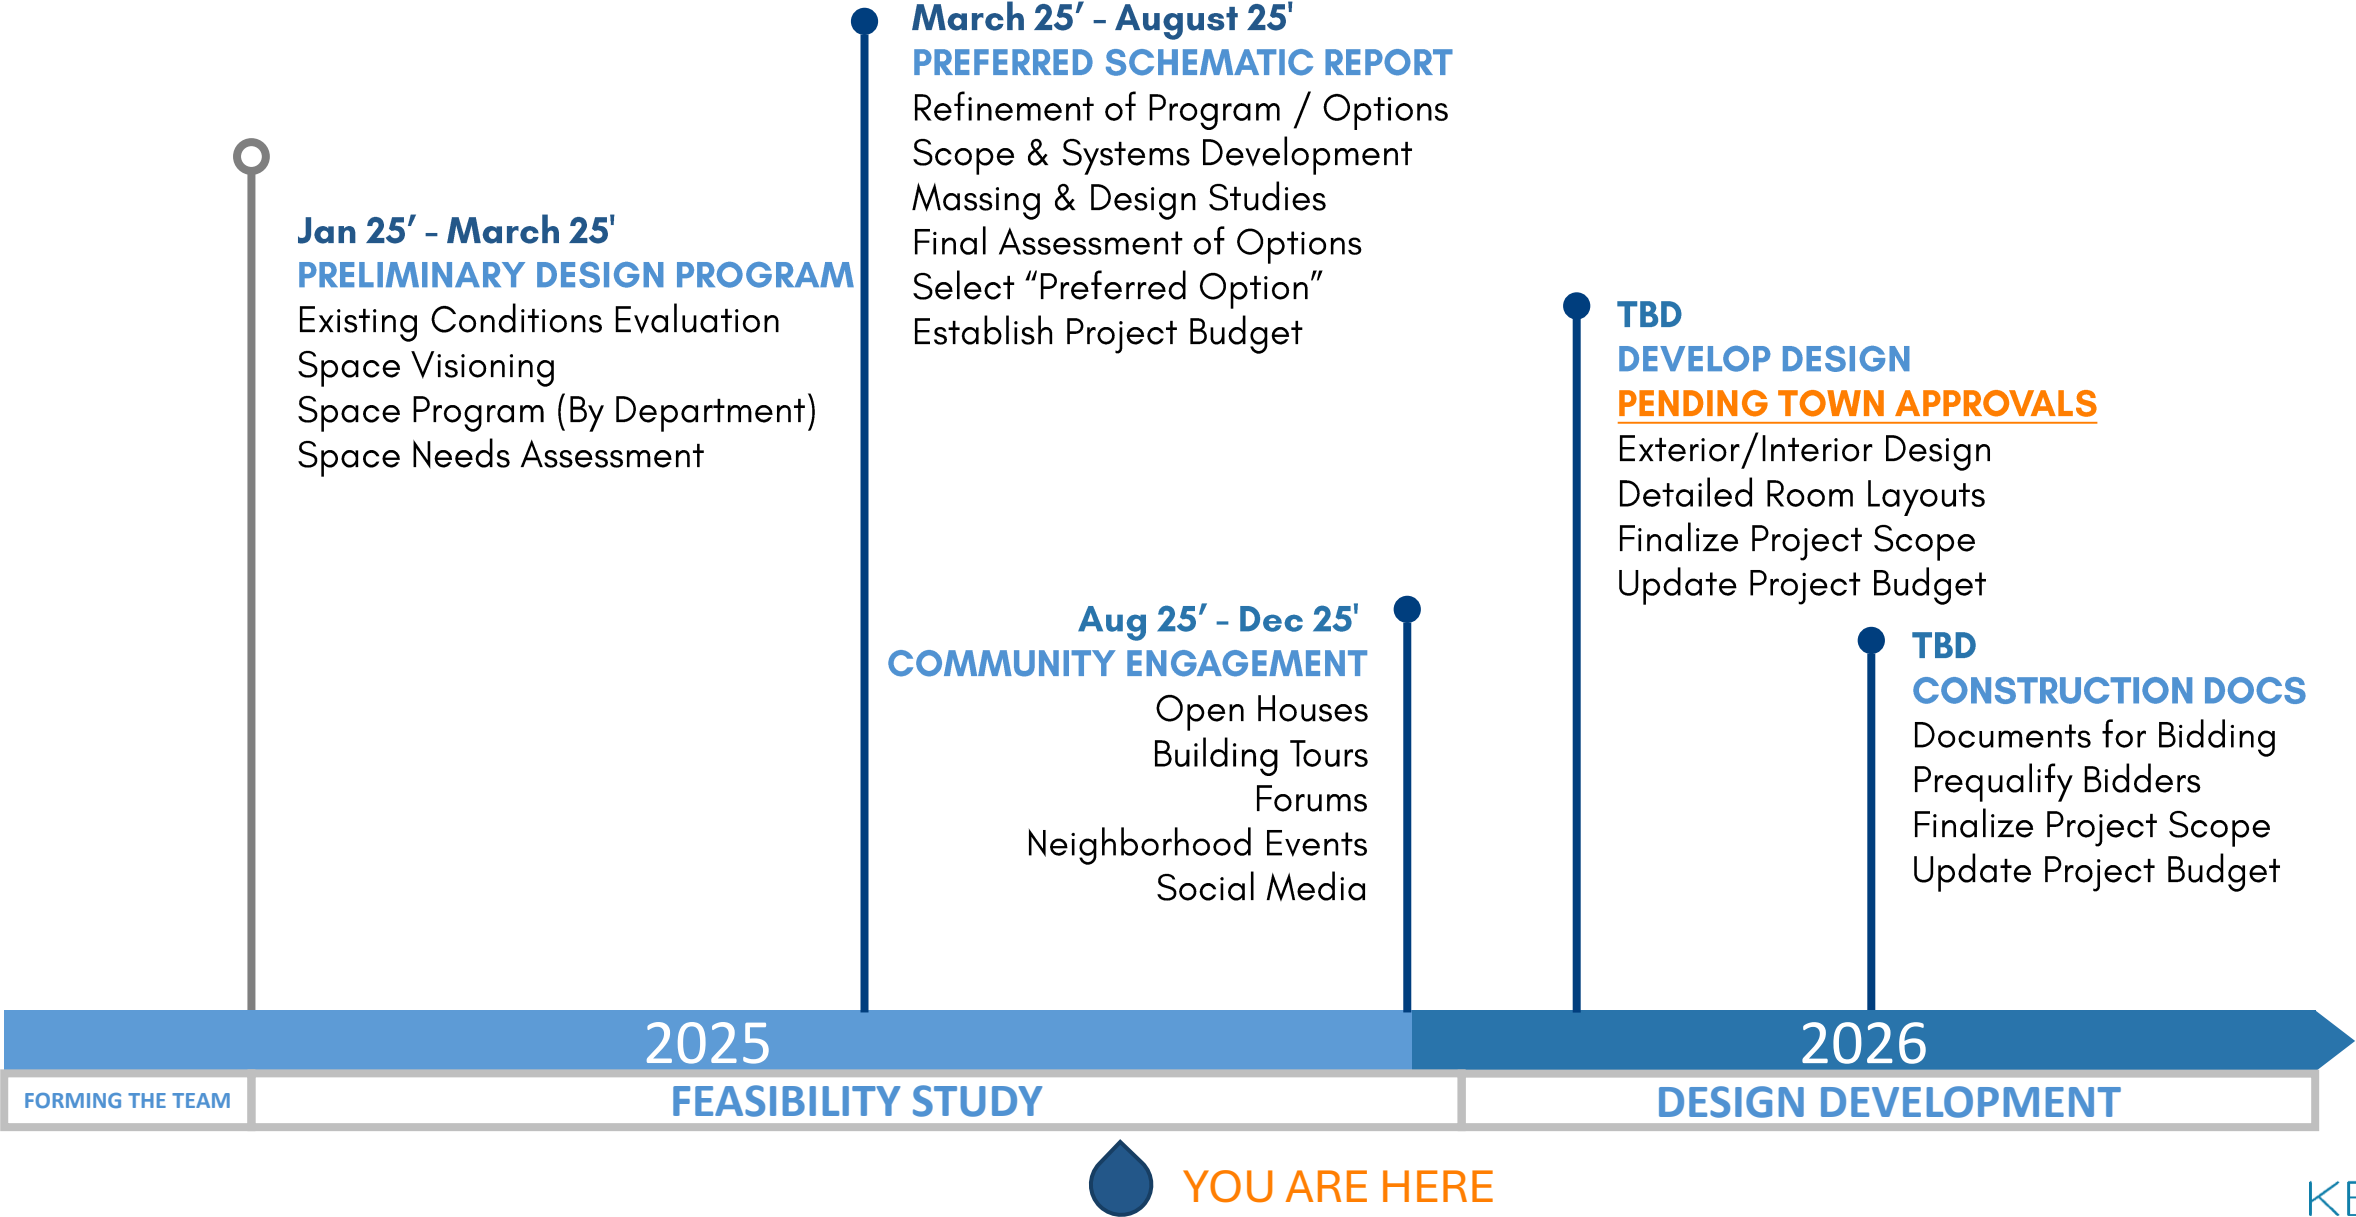 March 25’ - August 25'
PREFERRED SCHEMATIC REPORT
Refinement of Program / Options
Scope & Systems Development
Massing & Design Studies
Final Assessment of Options
Select “Preferred Option”
Establish Project Budget
Jan 25’ - March 25'
PRELIMINARY DESIGN PROGRAM
Existing Conditions Evaluation
Space Visioning
Space Program (By Department)
Space Needs Assessment
TBD
DEVELOP DESIGN
PENDING TOWN APPROVALS
Exterior/Interior Design
Detailed Room Layouts
Finalize Project Scope
Update Project Budget
Aug 25’ - Dec 25'
COMMUNITY ENGAGEMENT
Open Houses
Building Tours
Forums
Neighborhood Events
Social Media
TBD
CONSTRUCTION DOCS
Documents for Bidding
Prequalify Bidders
Finalize Project Scope
Update Project Budget
2025
2026
FORMING THE TEAM
FEASIBILITY STUDY
DESIGN DEVELOPMENT
YOU ARE HERE